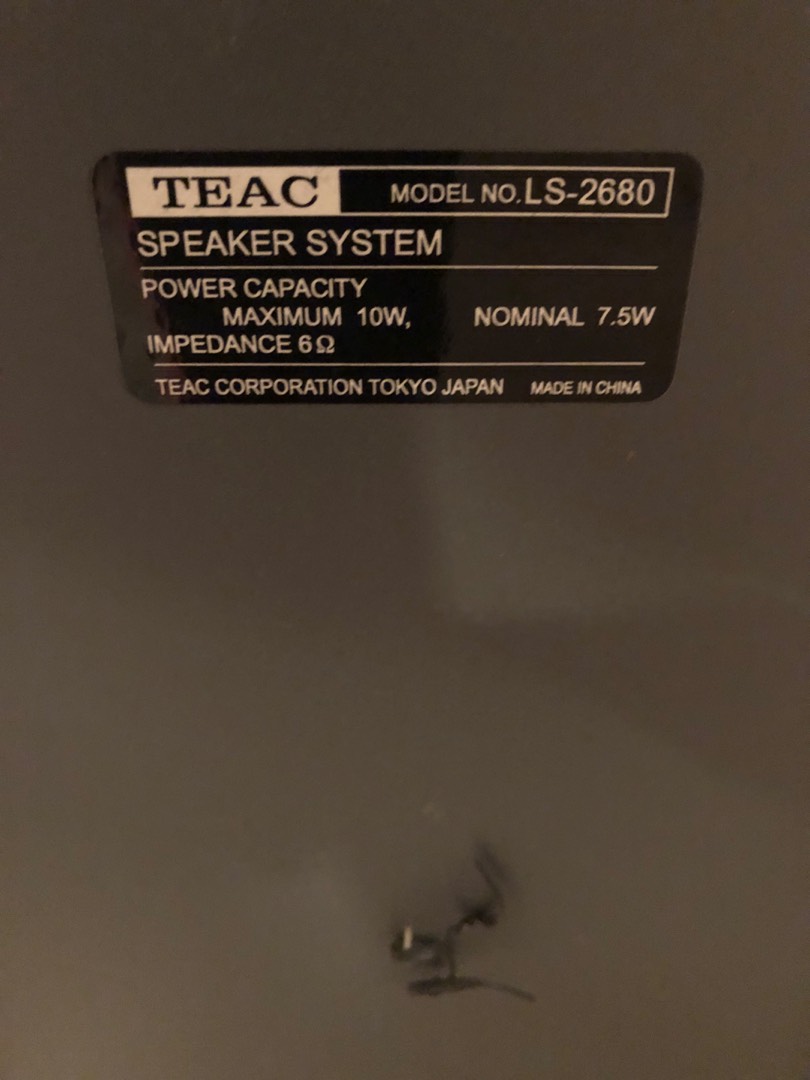 TEAC MODEL NO. LS-2680
SPEAKER SYSTEM
POWER CAPACITY
MAXIMUM 10W, NOMINAL 7.5W
IMPEDANCE 6Ω
TEAC CORPORATION TOKYO JAPAN MADE IN CHINA